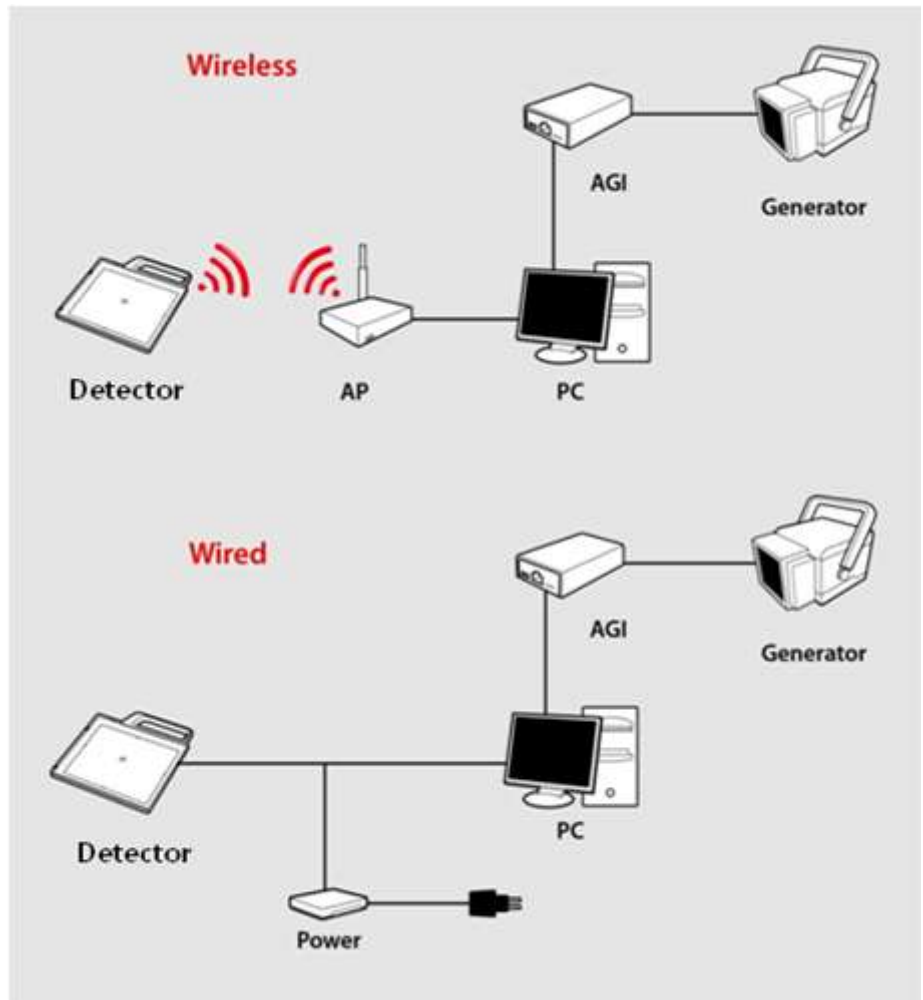 Wireless
AGI
Generator
Detector
AP
PC
Wired
AGI
Generator
PC
Detector
Power